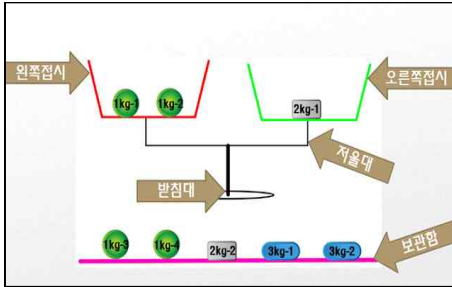 왼쪽접시
오른쪽접시
1kg-1
1kg-2
2kg-1
저울대
받침대
보관함
1kg-3
1kg-4
2kg-2
3kg-1
3kg-2